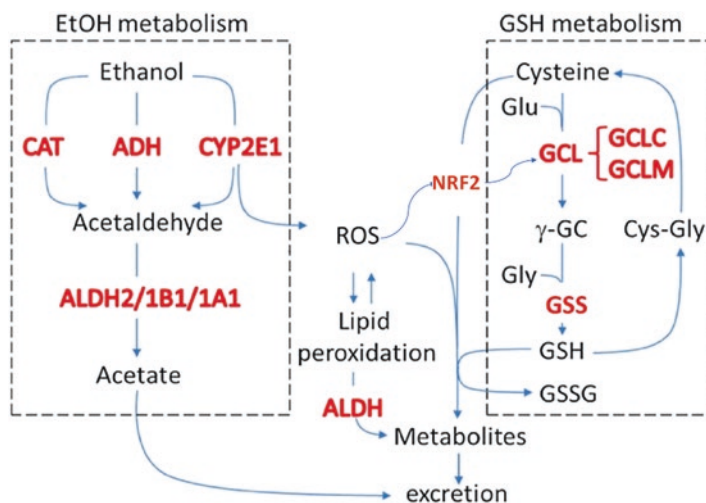 EtOH metabolism
GSH metabolism
Ethanol
Cysteine
Glu
CAT
ADH
CYP2E1
GCL
GCLC
GCLM
NRF2
Acetaldehyde
ROS
γ-GC
Cys-Gly
Gly
ALDH2/1B1/1A1
GSS
Lipid
peroxidation
GSH
Acetate
GSSG
ALDH
Metabolites
excretion